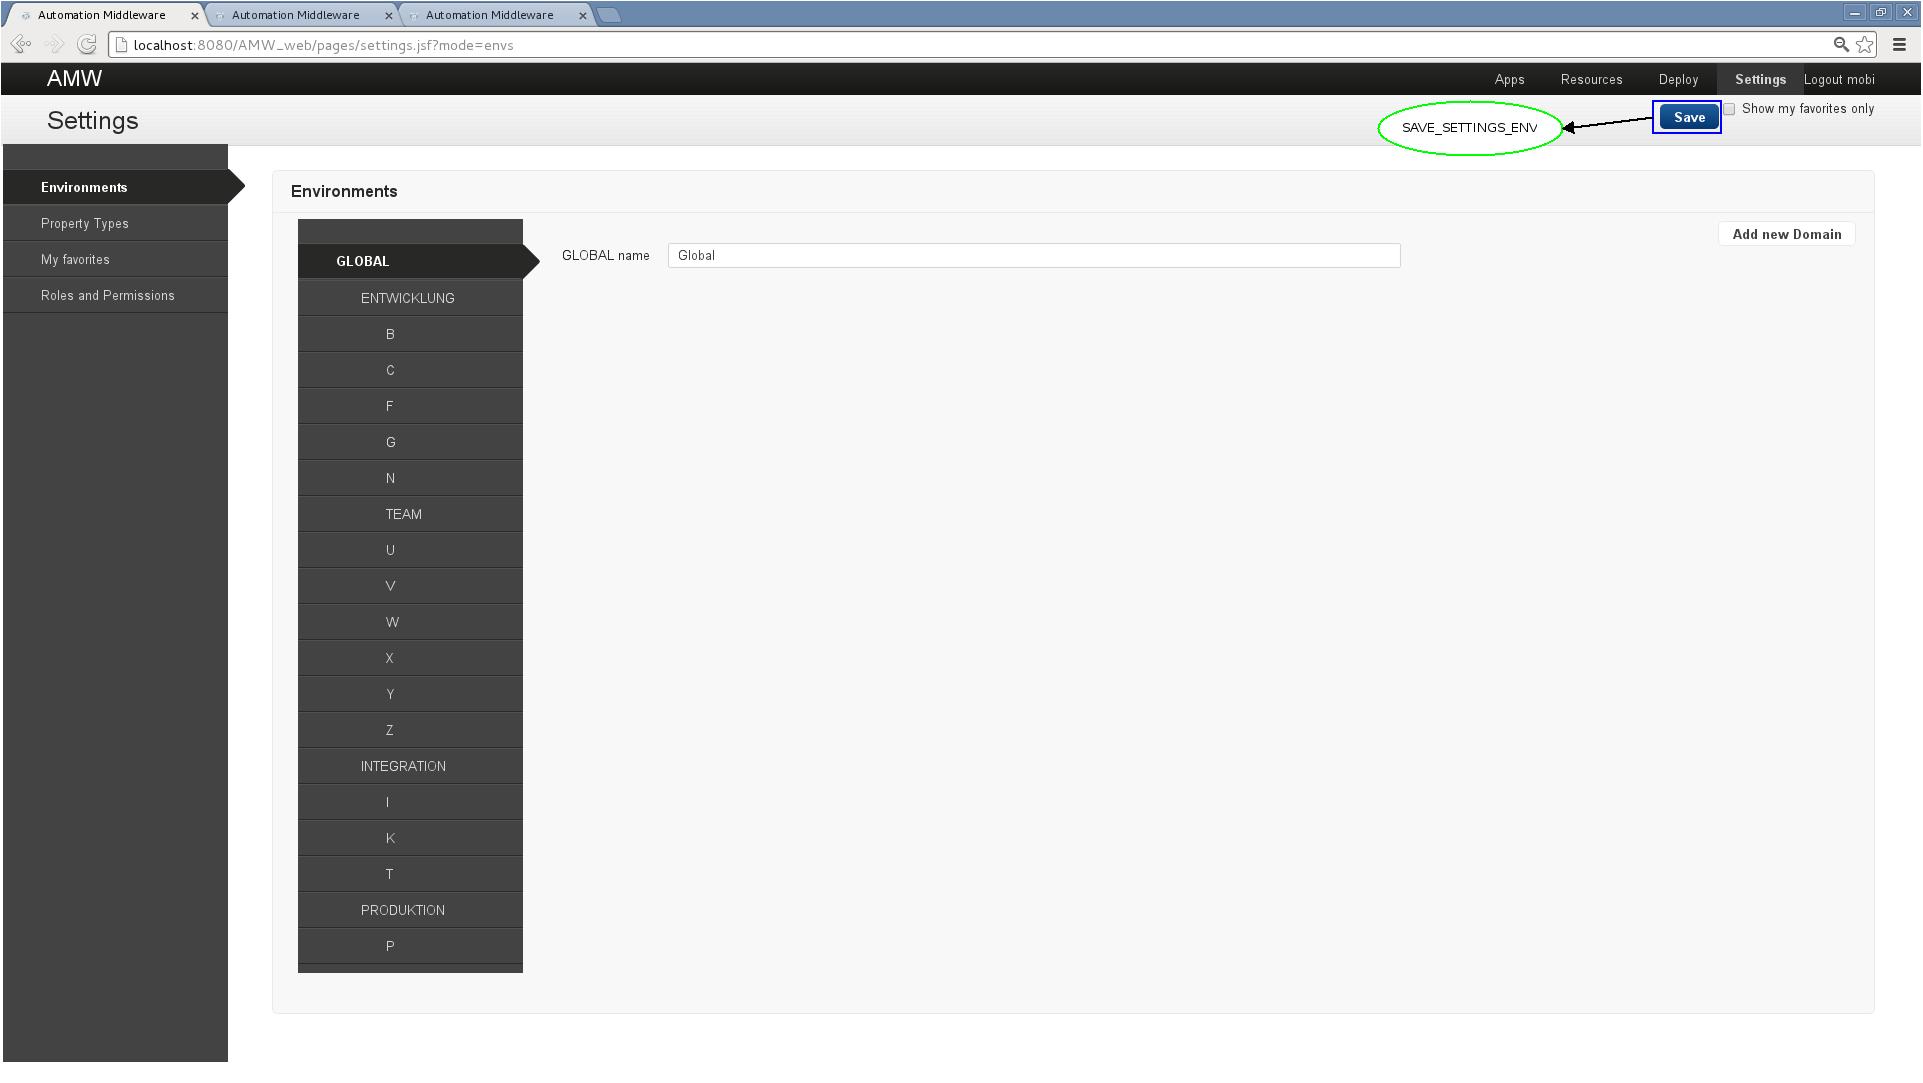 Automation Middleware
Automation Middleware
Automation Middleware
localhost:8080/AMW_web/pages/settings.jsf?mode=envs
AMW
Apps
Resources
Deploy
Settings
Logout mobi
Settings
SAVE_SETTINGS_ENV
Save
Show my favorites only
Environments
Property Types
My favorites
Roles and Permissions
Environments
Add new Domain
GLOBAL
GLOBAL name
Global
ENTWICKLUNG
B
C
F
G
N
TEAM
U
V
W
X
Y
Z
INTEGRATION
I
K
T
PRODUKTION
P